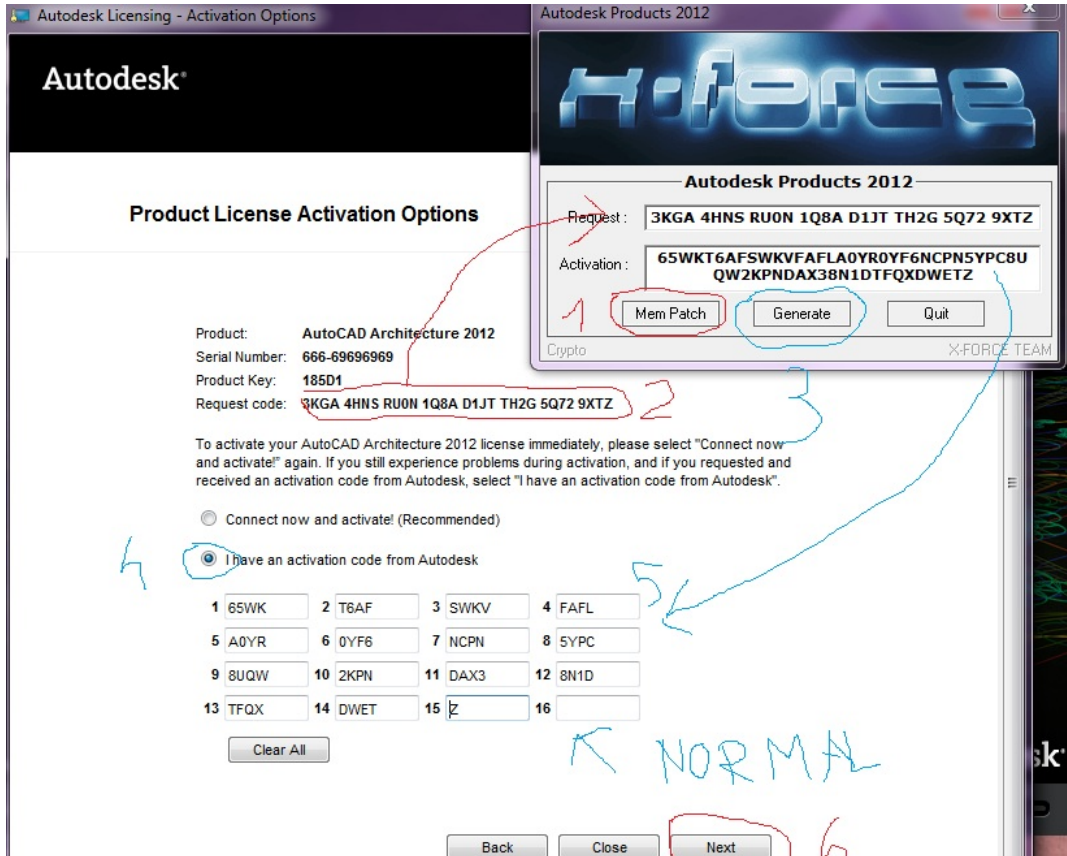 Autodesk Licensing - Activation Options
Autodesk
Product License Activation Options
Autodesk Products 2012
x-force
Autodesk Products 2012
Request :
3KGA 4HNS RU0N 1Q8A D1JT TH2G 5Q72 9XTZ
Activation :
65WKT6AFSWKVFAFLA0YR0YF6NCPN5YPC8U
QW2KPNDAX38N1DTFQXDWETZ
1
Mem Patch
Generate
Quit
Crypto
X-FORCE TEAM
3
Product: AutoCAD Architecture 2012
Serial Number: 666-69696969
Product Key: 185D1
Request code: 3KGA 4HNS RU0N 1Q8A D1JT TH2G 5Q72 9XTZ
2
To activate your AutoCAD Architecture 2012 license immediately, please select "Connect now
and activate!" again. If you still experience problems during activation, and if you requested and
received an activation code from Autodesk, select "I have an activation code from Autodesk".
Connect now and activate! (Recommended)
4
I have an activation code from Autodesk
5
1 65WK 2 T6AF 3 SWKV 4 FAFL
5 A0YR 6 0YF6 7 NCPN 8 5YPC
9 8UQW 10 2KPN 11 DAX3 12 8N1D
13 TFQX 14 DWET 15 Z 16
Clear All
NORMAL
sk
Back Close Next
6